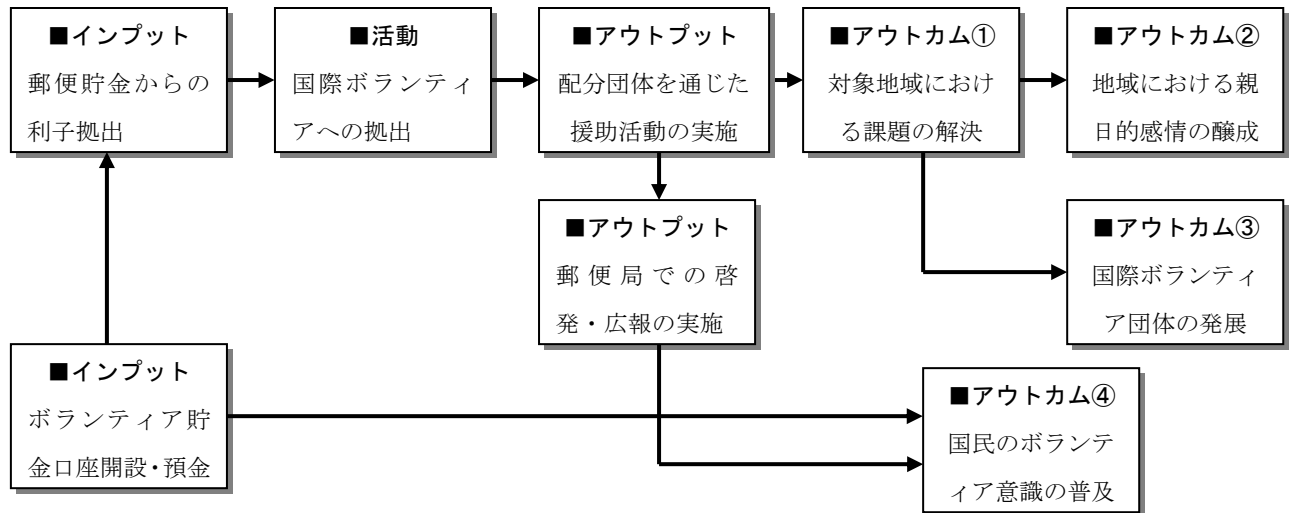 ■インプット
郵便貯金からの
利子拠出
■活動
国際ボランティ
アへの拠出
■アウトプット
配分団体を通じた
援助活動の実施
■アウトカム①
対象地域におけ
る課題の解決
■アウトカム②
地域における親
日的感情の醸成
■アウトプット
郵便局での啓
発・広報の実施
■アウトカム③
国際ボランティ
ア団体の発展
■インプット
ボランティア貯
金口座開設・預金
■アウトカム④
国民のボランテ
ィア意識の普及